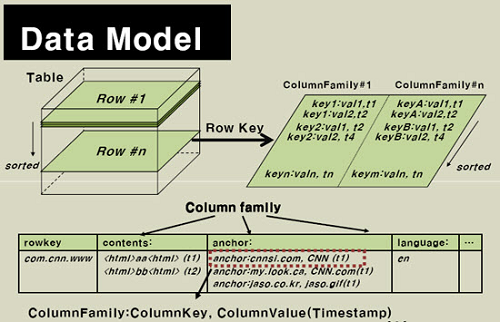 Data Model
Table
Row #1
Row #n
sorted
Row Key
ColumnFamily#1
ColumnFamily#n
key1:val1,t1
key1:val2,t2
key2:val1, t2
key2:val2, t4
keyn:valn, tn
keyA:val1,t1
keyA:val2,t2
keyB:val1, t2
keyB:val2, t4
keym:valn, tn
sorted
Column family
rowkey contents: anchor: language: ...
com.cnn.www <html>aa<html> (t1) anchor:cnnsi.com, CNN (t1) en
<html>bb<html> (t2) anchor:my.look.ca, CNN.com(t1)
anchor:jaso.co.kr, jaso.gif(t1)
ColumnFamily:ColumnKey, ColumnValue(Timestamp)